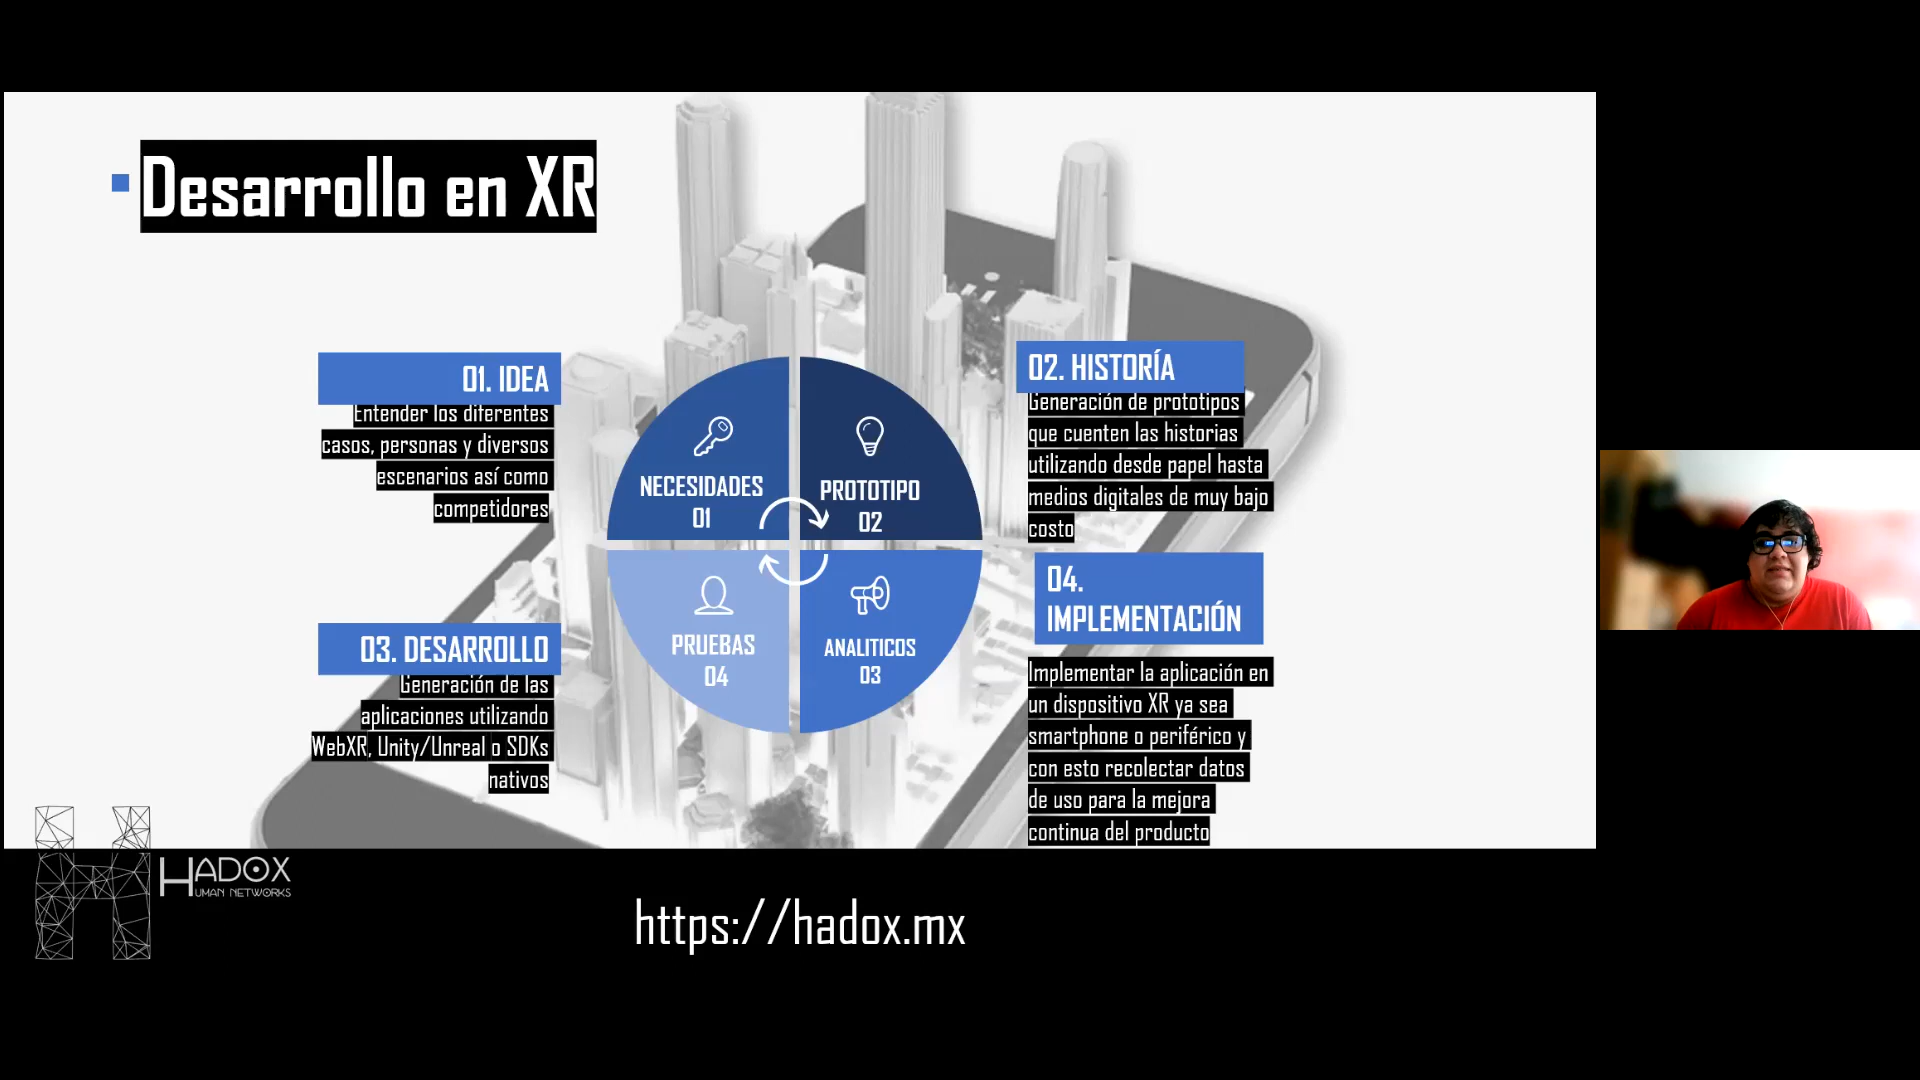 Desarrollo en XR
01. IDEA
Entender los diferentes
casos, personas y diversos
escenarios así como
competidores
02. HISTORÍA
Generación de prototipos
que cuenten las historias
utilizando desde papel hasta
medios digitales de muy bajo
costo
NECESIDADES
01
PROTOTIPO
02
PRUEBAS
04
ANALITICOS
03
03. DESARROLLO
Generación de las
aplicaciones utilizando
WebXR, Unity/Unreal o SDKs
nativos
04.
IMPLEMENTACIÓN
Implementar la aplicación en
un dispositivo XR ya sea
smartphone o periférico y
con esto recolectar datos
de uso para la mejora
continua del producto
HADOX
HUMAN NETWORKS
https://hadox.mx